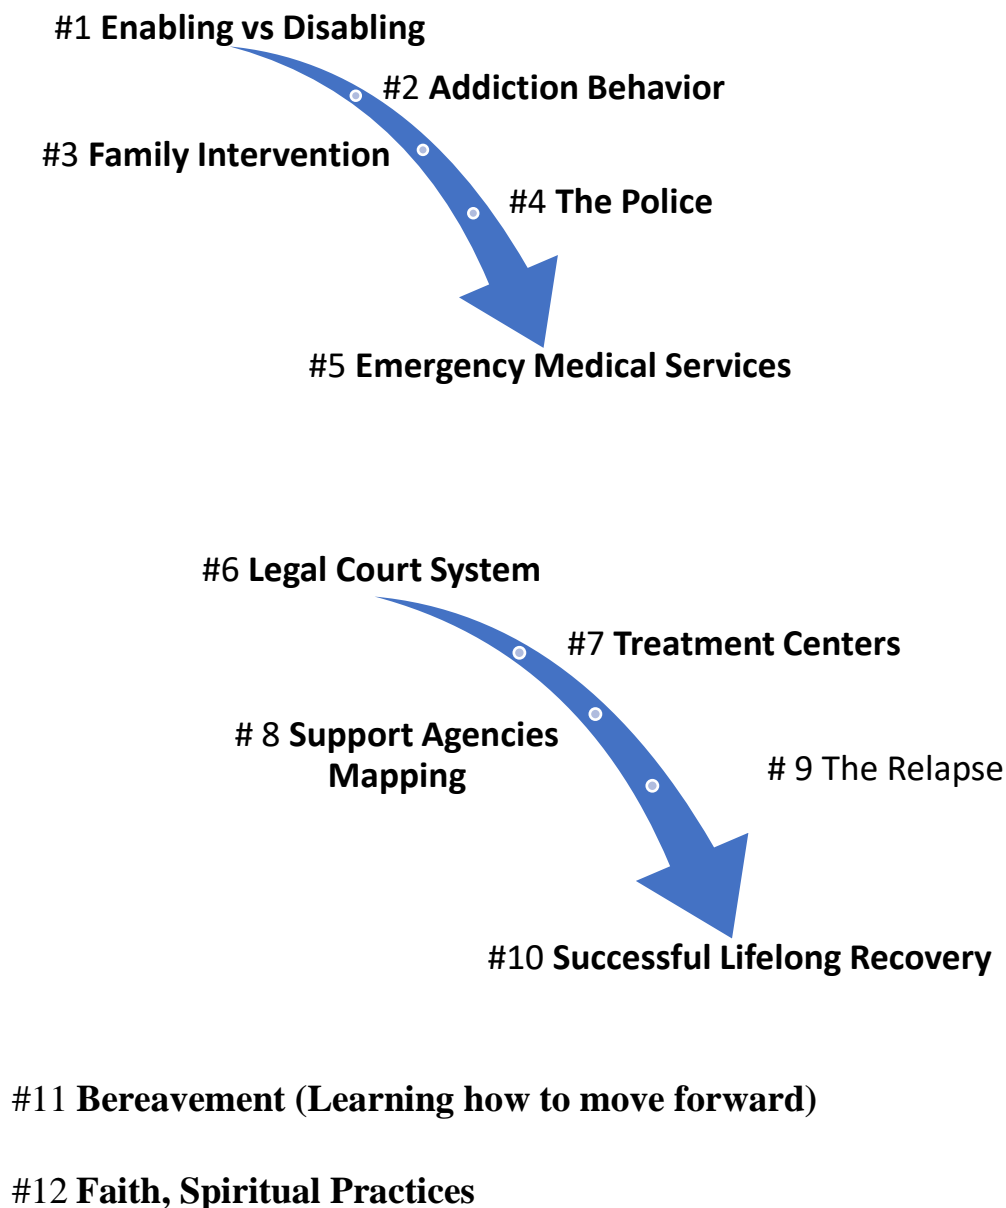 #1 Enabling vs Disabling
#2 Addiction Behavior
#3 Family Intervention
#4 The Police
#5 Emergency Medical Services
#6 Legal Court System
#7 Treatment Centers
# 8 Support Agencies
Mapping
# 9 The Relapse
#10 Successful Lifelong Recovery
#11 Bereavement (Learning how to move forward)
#12 Faith, Spiritual Practices